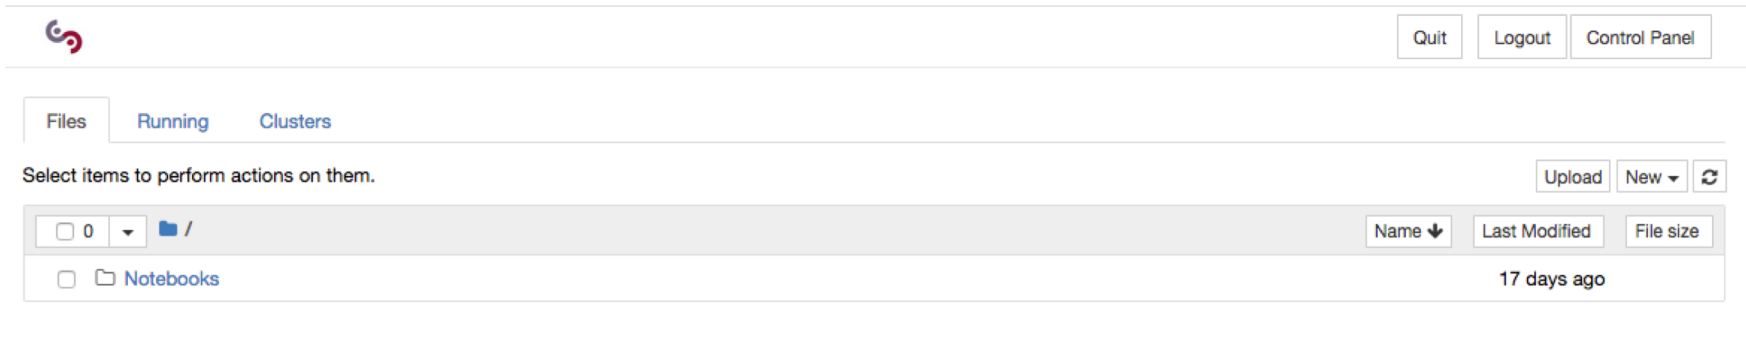 Quit Logout Control Panel
Files Running Clusters
Select items to perform actions on them.
Upload New
0 / Name Last Modified File size
Notebooks 17 days ago